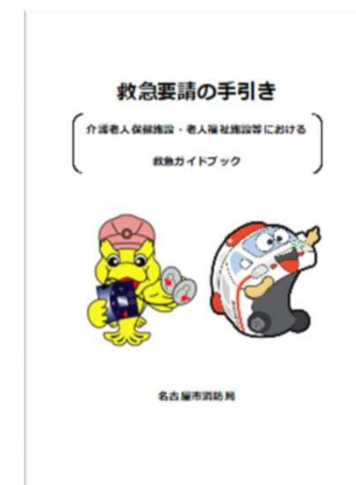 救急要請の手引き
介護老人保健施設・老人福祉施設等における
救急ガイドブック
名古屋市消防局